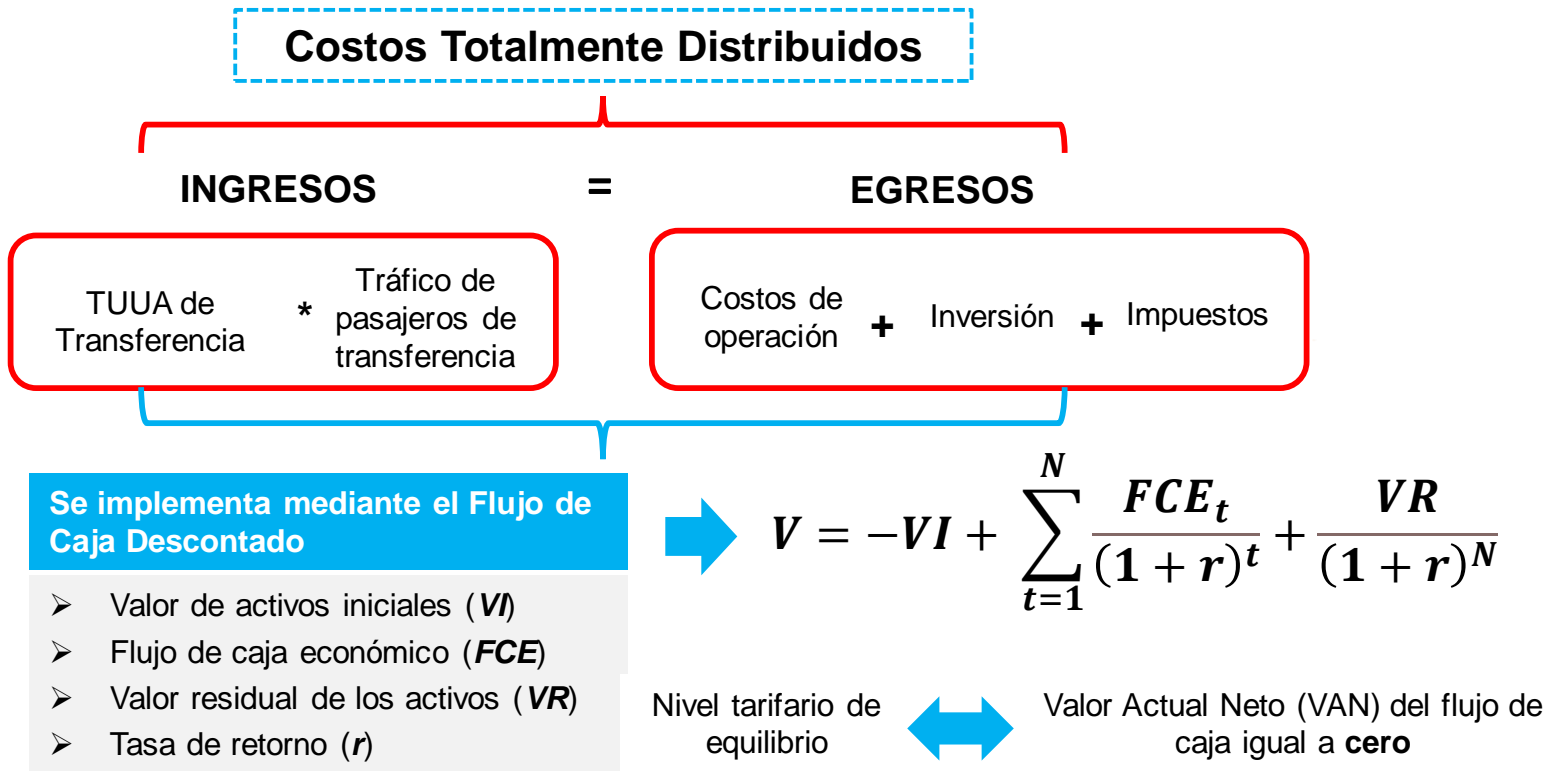 Costos Totalmente Distribuidos
INGRESOS = EGRESOS
TUUA de
Transferencia
*
Tráfico de
pasajeros de
transferencia
Costos de
operación
+
Inversión
+
Impuestos
Se implementa mediante el Flujo de
Caja Descontado
➢ Valor de activos iniciales (VI)
➢ Flujo de caja económico (FCE)
➢ Valor residual de los activos (VR)
➢ Tasa de retorno (r)
V = −VI + ∑_{t=1}^{N} FCE_t/(1 + r)^t + VR/(1 + r)^N
Nivel tarifario de
equilibrio
Valor Actual Neto (VAN) del flujo de
caja igual a cero